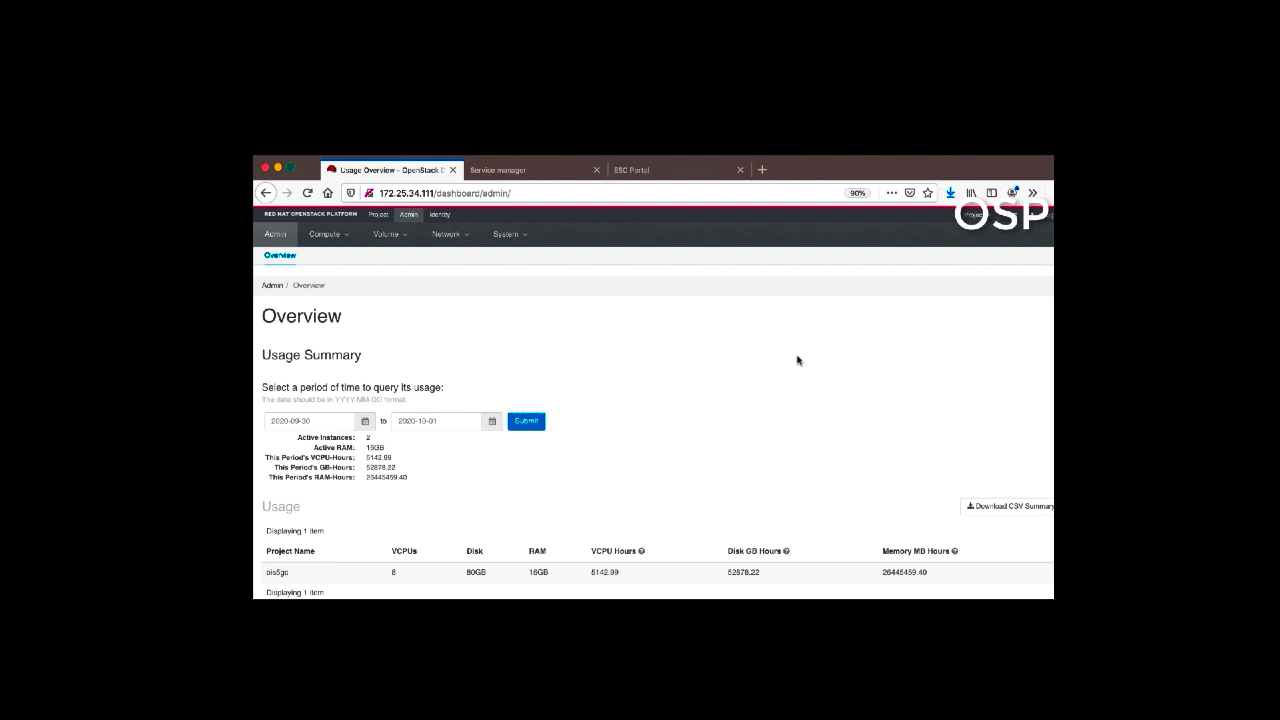 Usage Overview - OpenStack D
Service manager
ESC Portal
172.25.34.111/dashboard/admin/
90%
RED HAT OPENSTACK PLATFORM Project Admin Identity
OSP
Admin Compute Volume Network System
Overview
Admin / Overview
Overview
Usage Summary
Select a period of time to query its usage:
The date should be in YYYY-MM-DD format.
2020-09-30 to 2020-10-01 Submit
Active Instances: 2
Active RAM: 16GB
This Period's VCPU-Hours: 5142.99
This Period's GB-Hours: 52878.22
This Period's RAM-Hours: 26445459.40
Usage
Download CSV Summary
Displaying 1 item
Project Name VCPUs Disk RAM VCPU Hours Disk GB Hours Memory MB Hours
8 80GB 16GB 5142.99 52878.22 26445459.40
Displaying 1 item